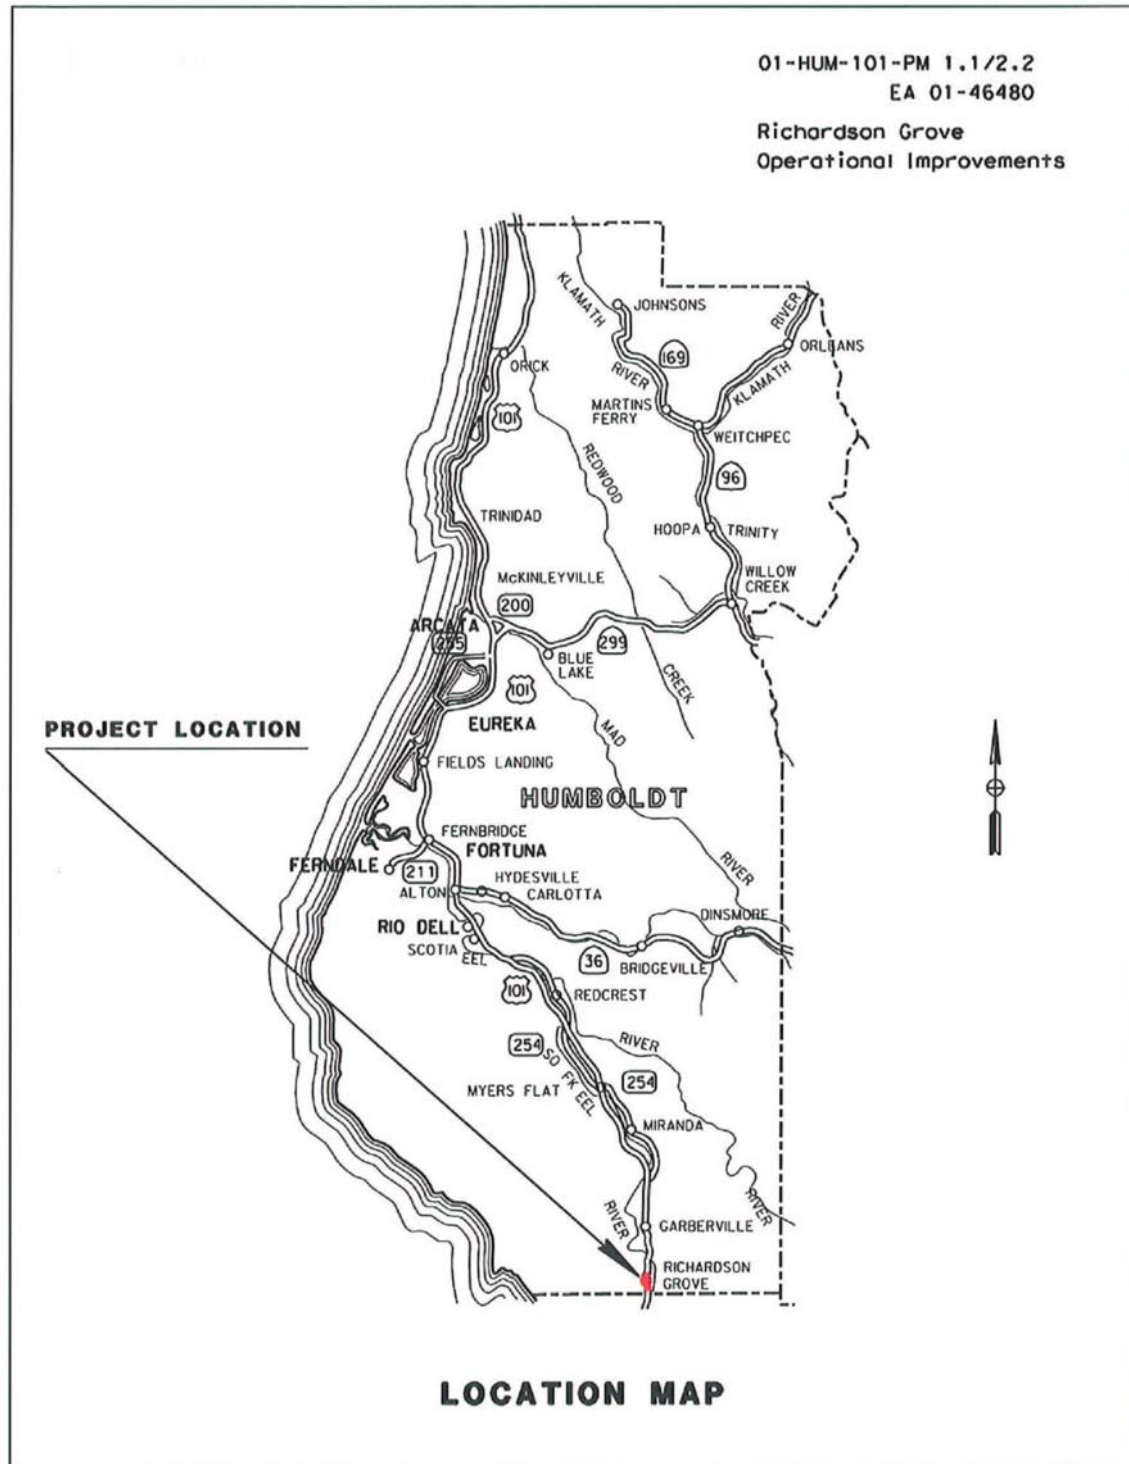 01-HUM-101-PM 1.1/2.2
EA 01-46480
Richardson Grove
Operational Improvements
KLAMATH
JOHNSONS
RIVER
ORLEANS
ORICK
169
RIVER
KLAMATH
MARTINS
FERRY
101
WEITCHPEC
REDWOOD
96
TRINIDAD
HOOPA
TRINITY
McKINLEYVILLE
WILLOW
CREEK
200
ARCATA
255
299
BLUE
LAKE
CREEK
101
EUREKA
MAD
PROJECT LOCATION
FIELDS LANDING
HUMBOLDT
FERNBRIDGE
FORTUNA
FERNDALE
211
HYDESVILLE
RIVER
ALTON
CARLOTTA
DINSMORE
RIO DELL
SCOTIA
EEL
36
BRIDGEVILLE
101
REDCREST
254
RIVER
SO FK EEL
MYERS FLAT
254
MIRANDA
RIVER
RIVER
GARBERVILLE
RICHARDSON
GROVE
LOCATION MAP